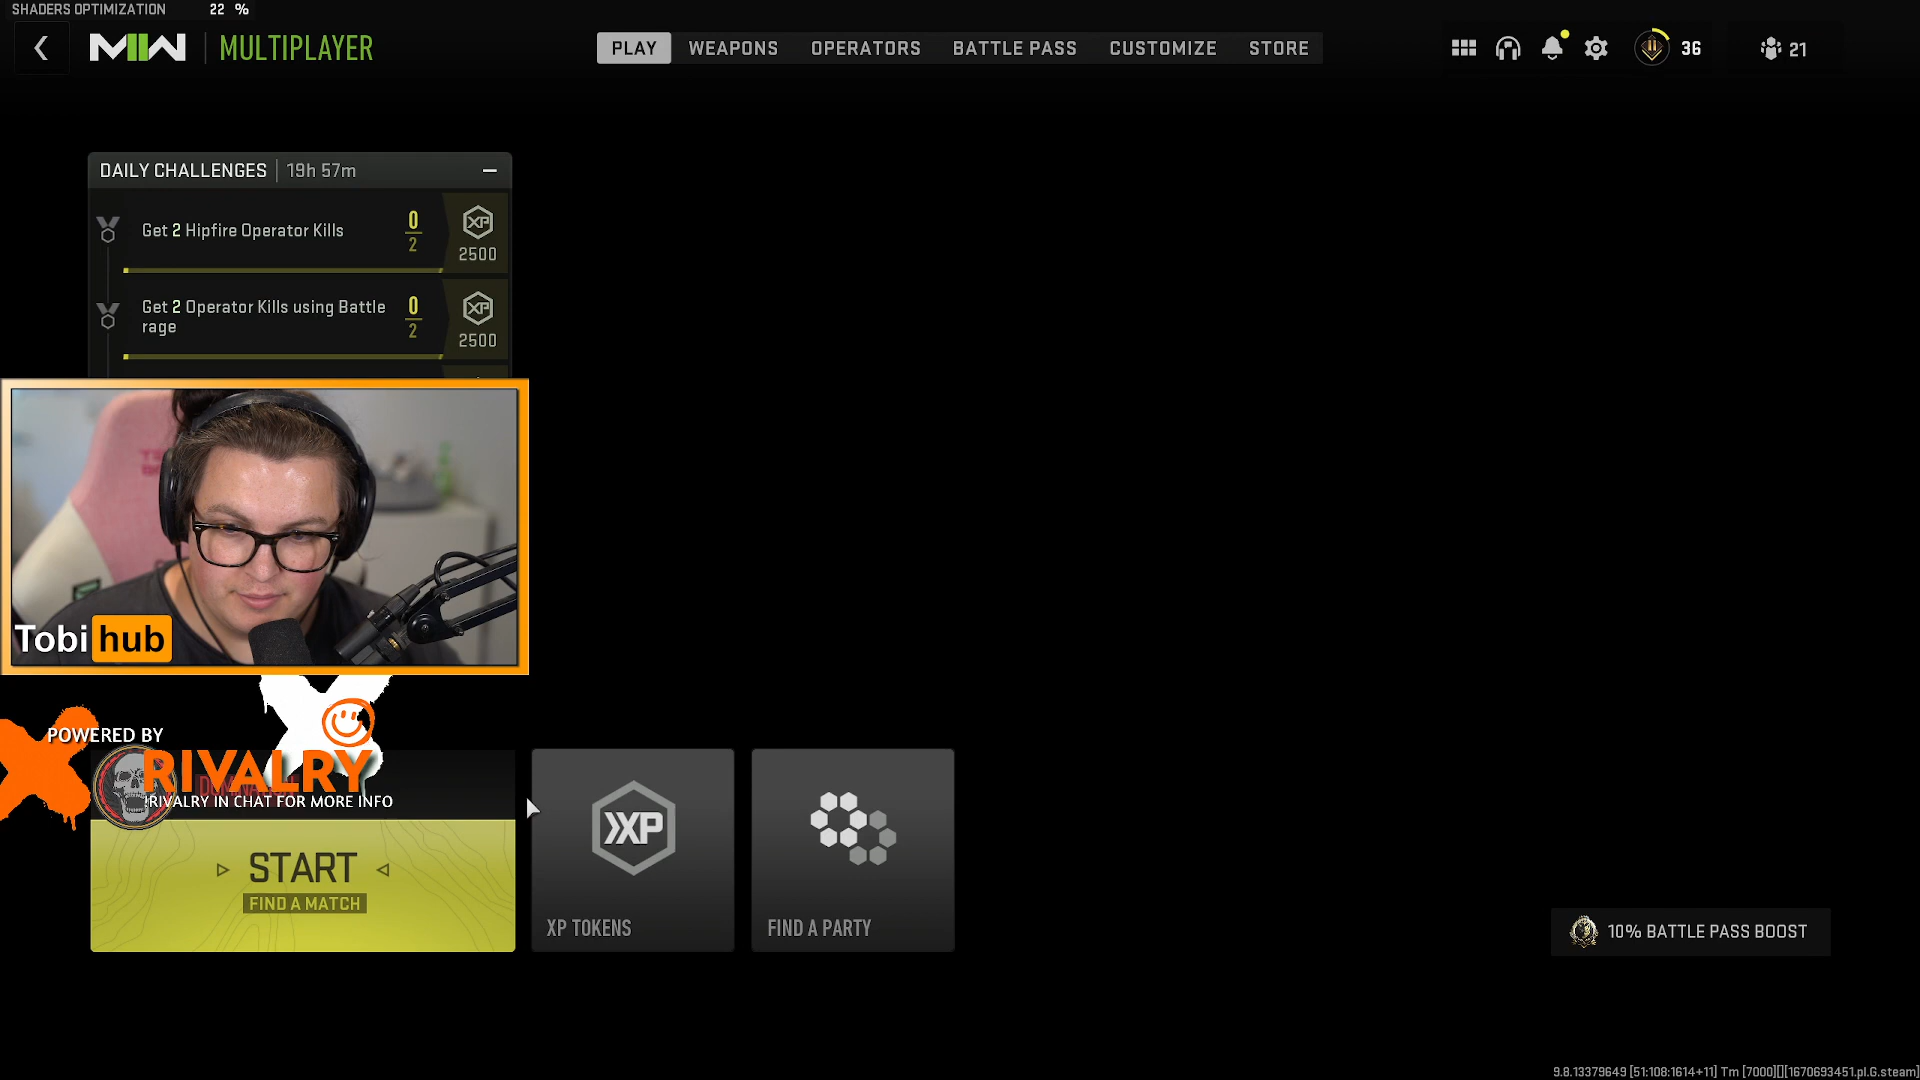 SHADERS OPTIMIZATION 22 %
MW MULTIPLAYER
PLAY WEAPONS OPERATORS BATTLE PASS CUSTOMIZE STORE
36
21
DAILY CHALLENGES 19h 57m
Get 2 Hipfire Operator Kills
0
2
XP
2500
Get 2 Operator Kills using Battle
rage
0
2
XP
2500
Tobi hub
POWERED BY
RIVALRY
!RIVALRY IN CHAT FOR MORE INFO
START
FIND A MATCH
XP
XP TOKENS
FIND A PARTY
10% BATTLE PASS BOOST
9.8.13379649 [51:108:1614+11] Tm [7000][][1670693451.pl.G.steam]